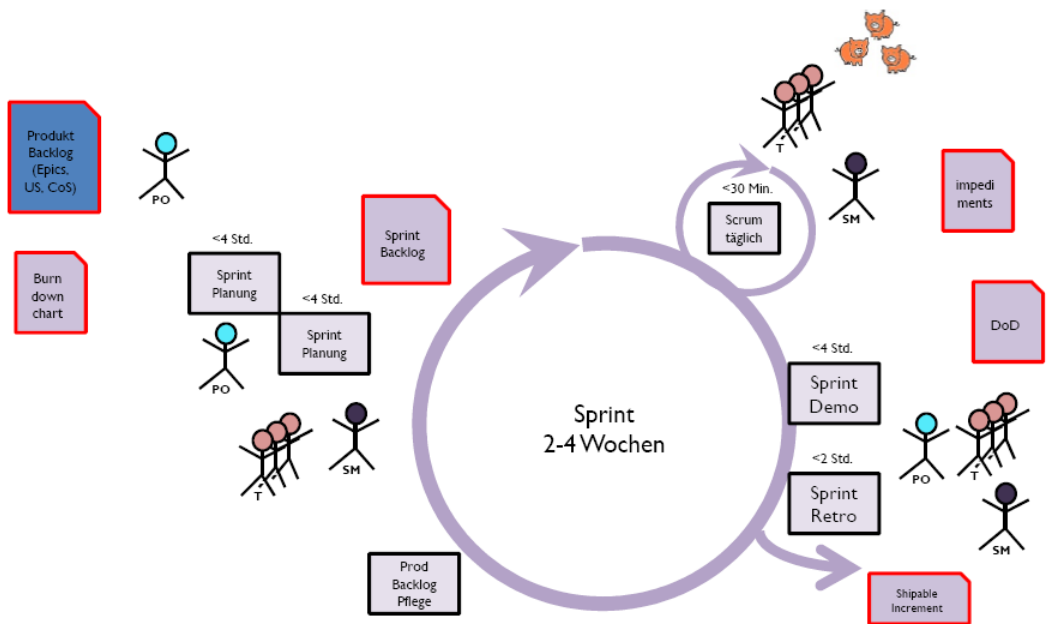 Produkt
Backlog
(Epics,
US, CoS)
PO
Burn
down
chart
<4 Std.
Sprint
Planung
<4 Std.
Sprint
Planung
PO
T
SM
Sprint
Backlog
Prod
Backlog
Pflege
Sprint
2-4 Wochen
<30 Min.
Scrum
täglich
T
SM
impedi
ments
DoD
<4 Std.
Sprint
Demo
<2 Std.
Sprint
Retro
PO
T
SM
Shipable
Increment